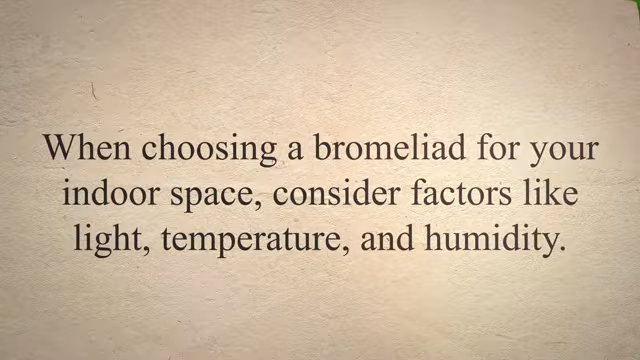 When choosing a bromeliad for your
indoor space, consider factors like
light, temperature, and humidity.